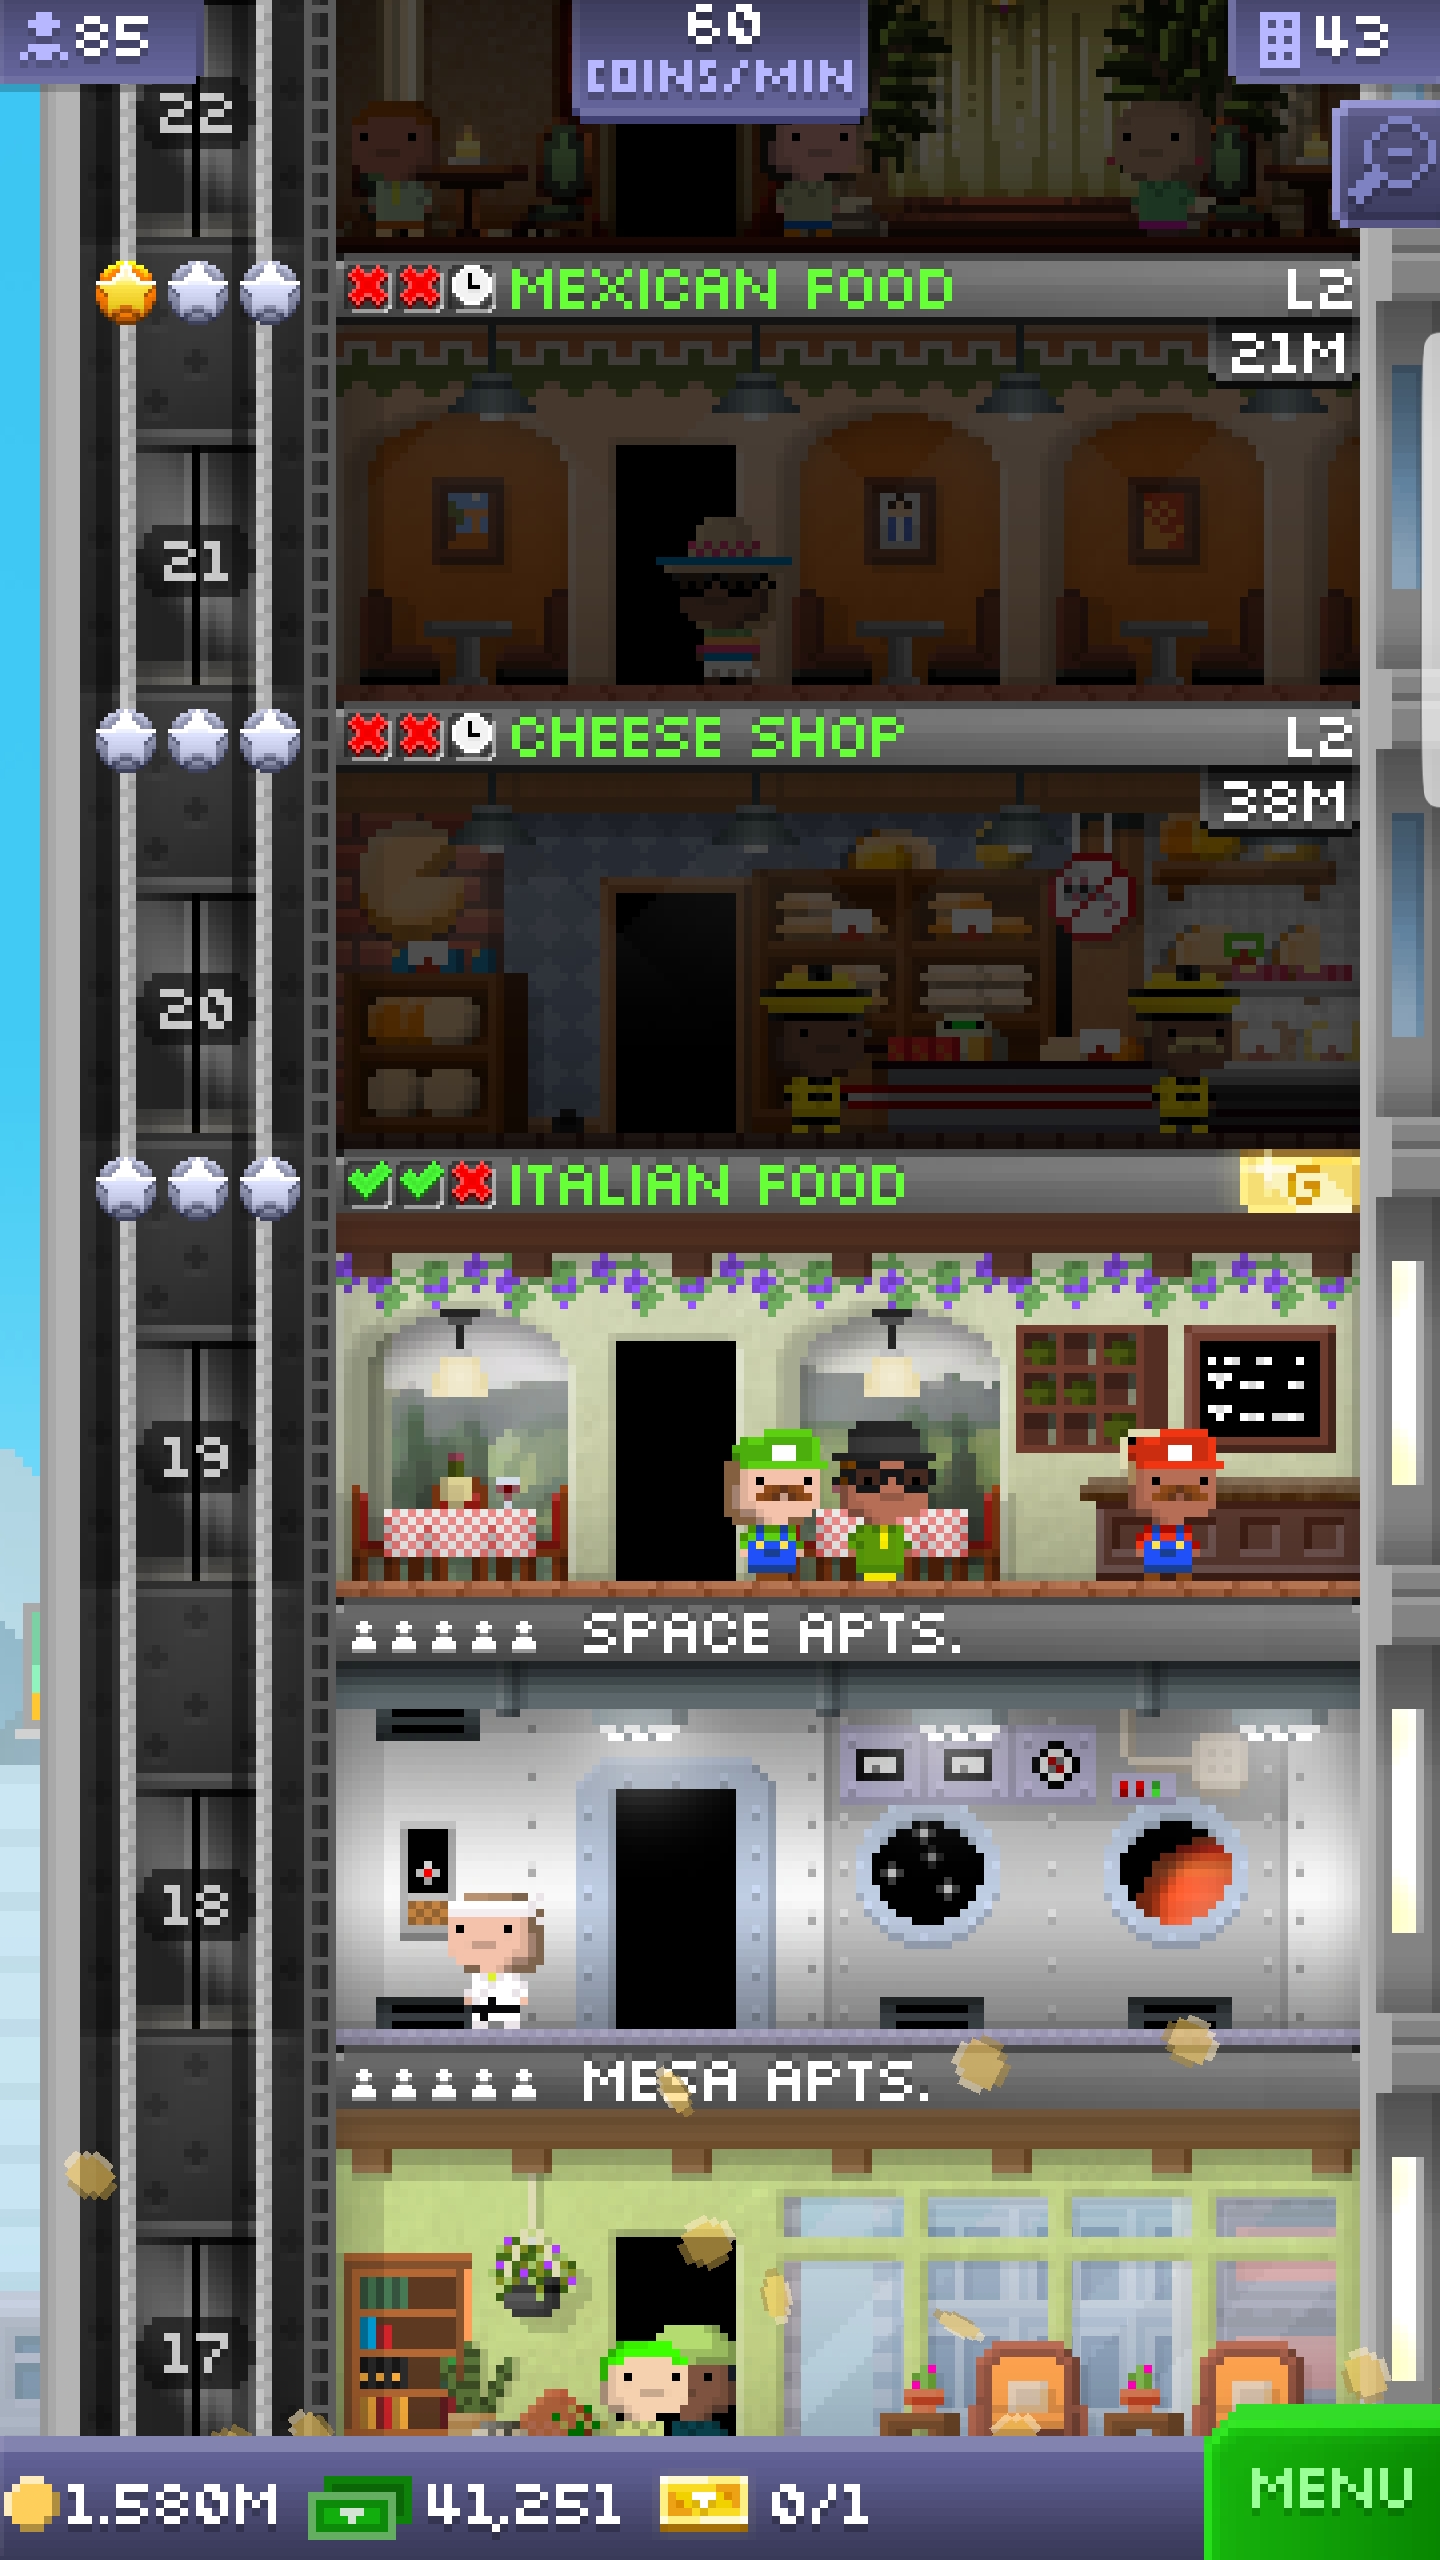 85
60
COINS/MIN
43
22
MEXICAN FOOD
L2
21M
21
CHEESE SHOP
L2
38M
20
ITALIAN FOOD
G
19
SPACE APTS.
18
MESA APTS.
17
1.580M
41,251
0/1
MENU